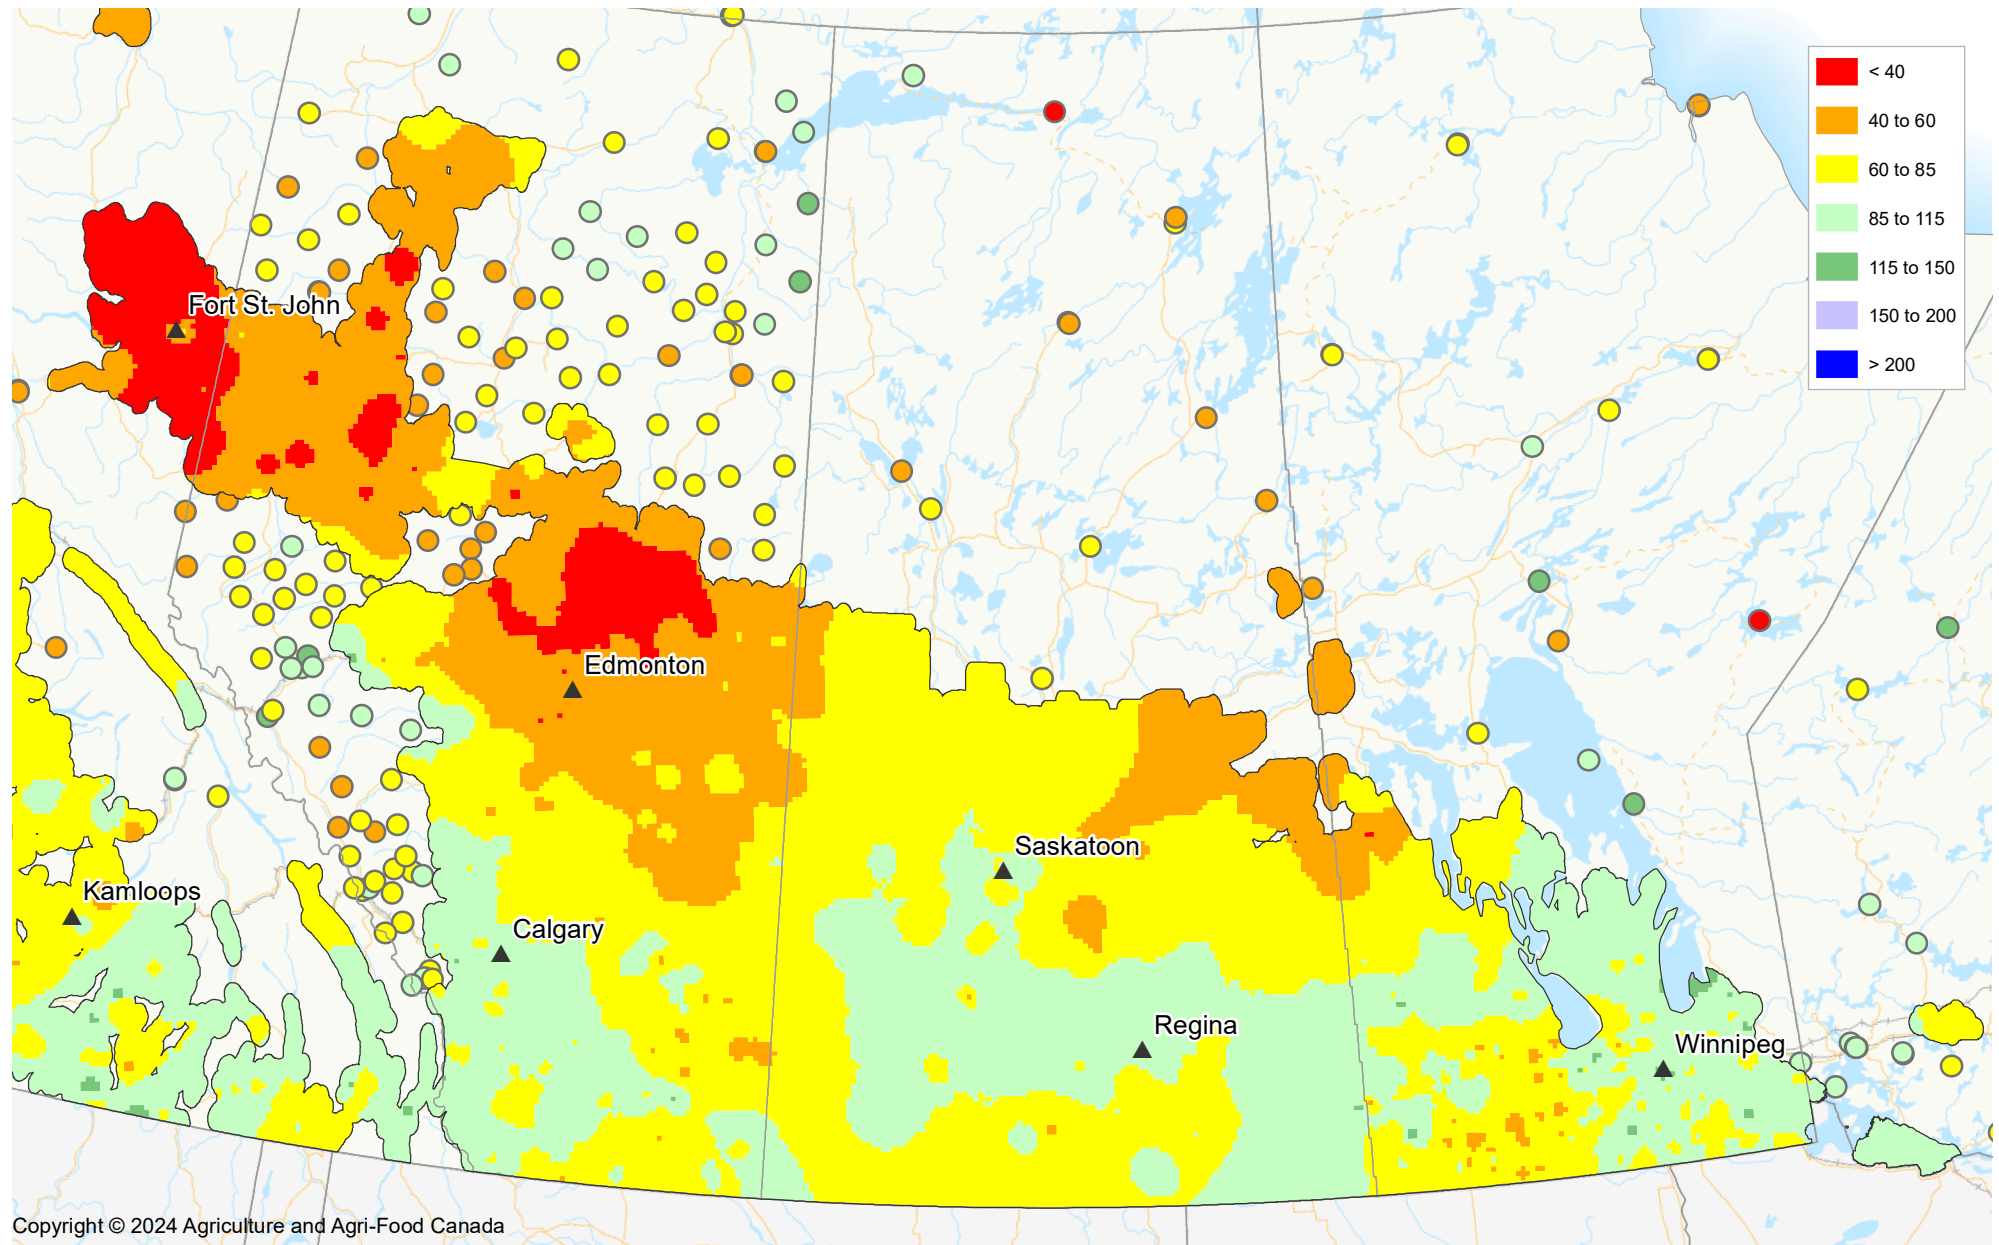 < 40
40 to 60
60 to 85
85 to 115
115 to 150
150 to 200
> 200
Fort St. John
Edmonton
Saskatoon
Kamloops
Calgary
Regina
Winnipeg
Copyright © 2024 Agriculture and Agri-Food Canada